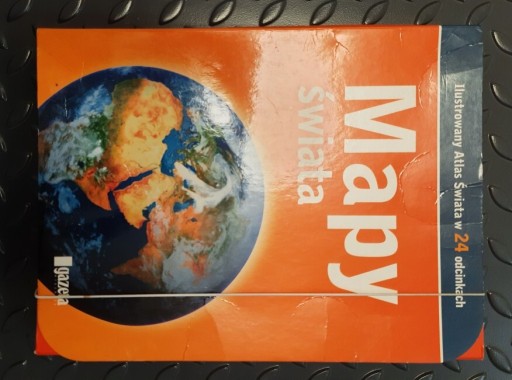 Ilustrowany Atlas Świata w 24 odcinkach
Mapy
Świata
gazeta